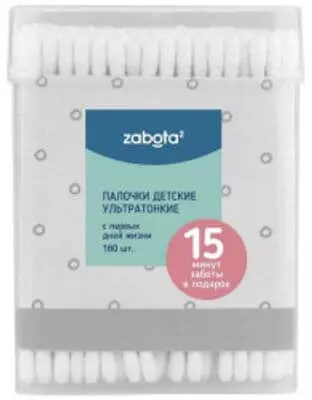 zabota²
ПАЛОЧКИ ДЕТСКИЕ
УЛЬТРАТОНКИЕ
с первых
дней жизни
180 шт.
15
минут
заботы
в подарок